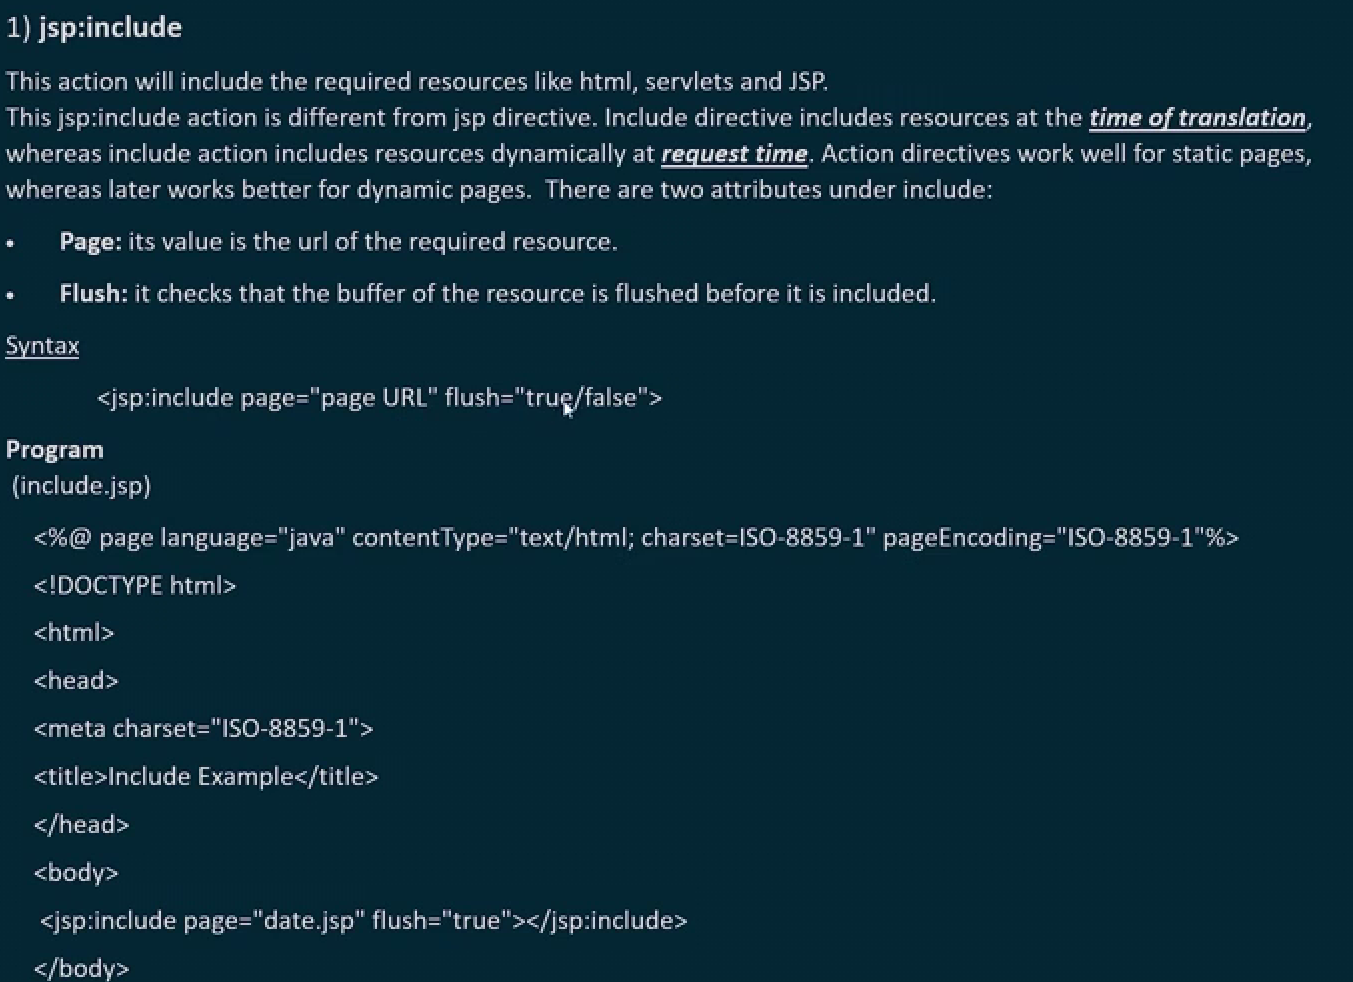 1) jsp:include
This action will include the required resources like html, servlets and JSP.
This jsp:include action is different from jsp directive. Include directive includes resources at the time of translation,
whereas include action includes resources dynamically at request time. Action directives work well for static pages,
whereas later works better for dynamic pages.  There are two attributes under include:
• Page: its value is the url of the required resource.
• Flush: it checks that the buffer of the resource is flushed before it is included.
Syntax
<jsp:include page="page URL" flush="true/false">
Program
(include.jsp)
<%@ page language="java" contentType="text/html; charset=ISO-8859-1" pageEncoding="ISO-8859-1"%>
<!DOCTYPE html>
<html>
<head>
<meta charset="ISO-8859-1">
<title>Include Example</title>
</head>
<body>
<jsp:include page="date.jsp" flush="true"></jsp:include>
</body>